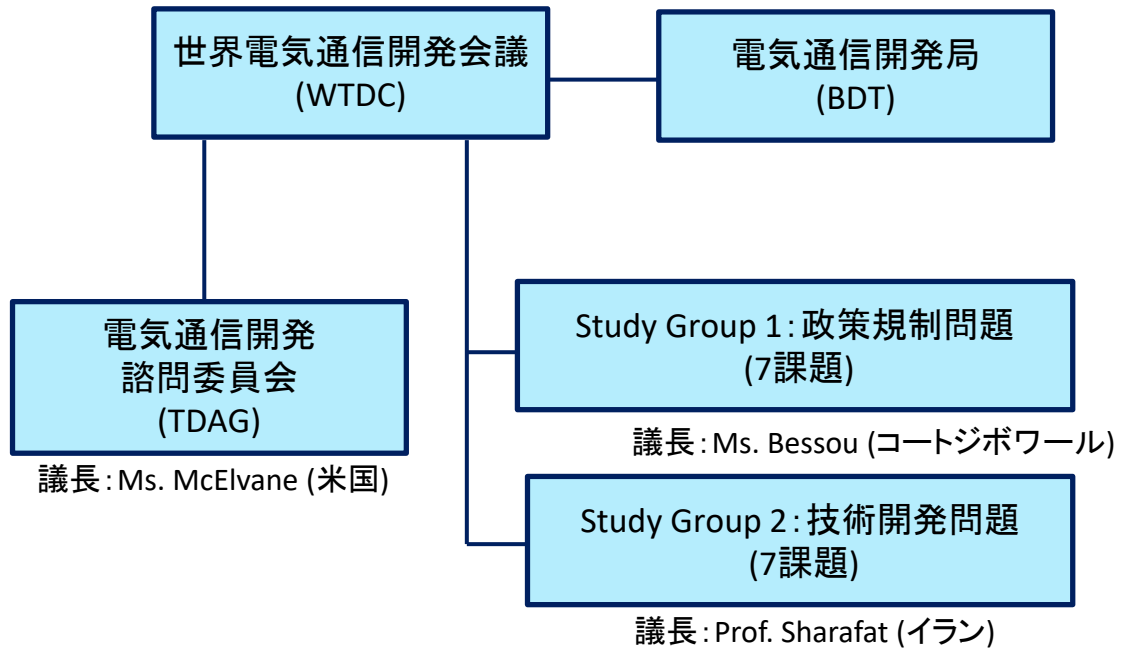 世界電気通信開発会議
(WTDC)
電気通信開発局
(BDT)
電気通信開発
諮問委員会
(TDAG)
議長：Ms. McElvane (米国)
Study Group 1：政策規制問題
(7課題)
議長：Ms. Bessou (コートジボワール)
Study Group 2：技術開発問題
(7課題)
議長：Prof. Sharafat (イラン)